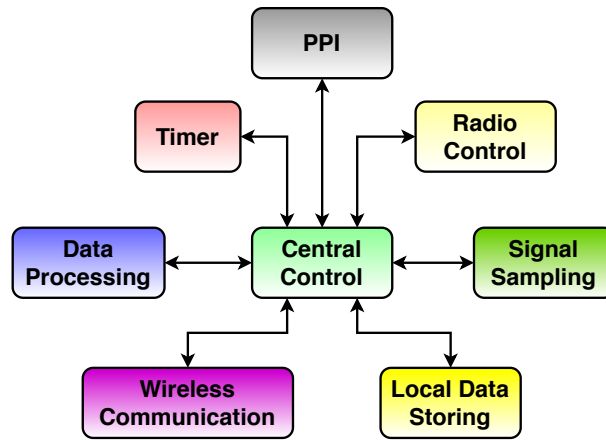 PPI
Timer
Radio
Control
Data
Processing
Central
Control
Signal
Sampling
Wireless
Communication
Local Data
Storing